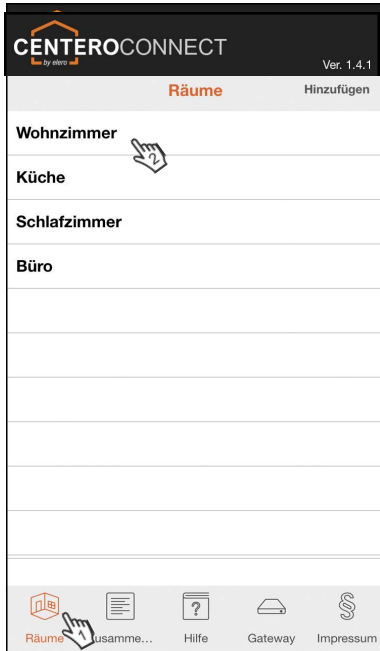 CENTEROCONNECT
by elero
Ver. 1.4.1
Räume Hinzufügen
Wohnzimmer
2
Küche
Schlafzimmer
Büro
?
§
Räume 1 usamme... Hilfe Gateway Impressum